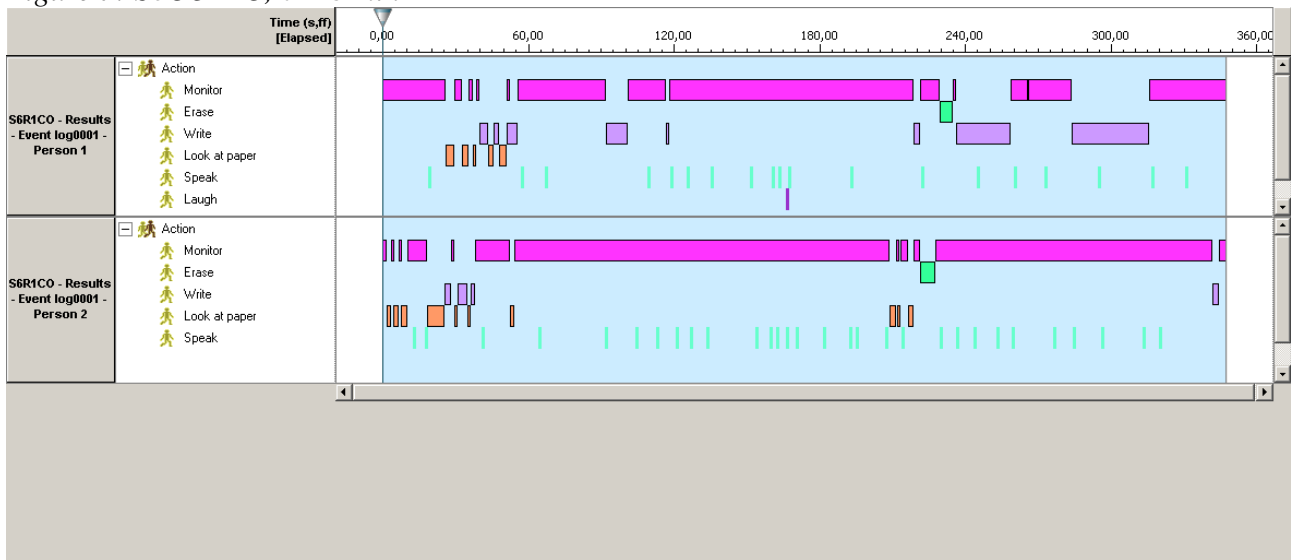 Time (s,ff)
[Elapsed]
0,00 60,00 120,00 180,00 240,00 300,00 360,00
S6R1CO - Results
- Event log0001 -
Person 1
Action
Monitor
Erase
Write
Look at paper
Speak
Laugh
S6R1CO - Results
- Event log0001 -
Person 2
Action
Monitor
Erase
Write
Look at paper
Speak